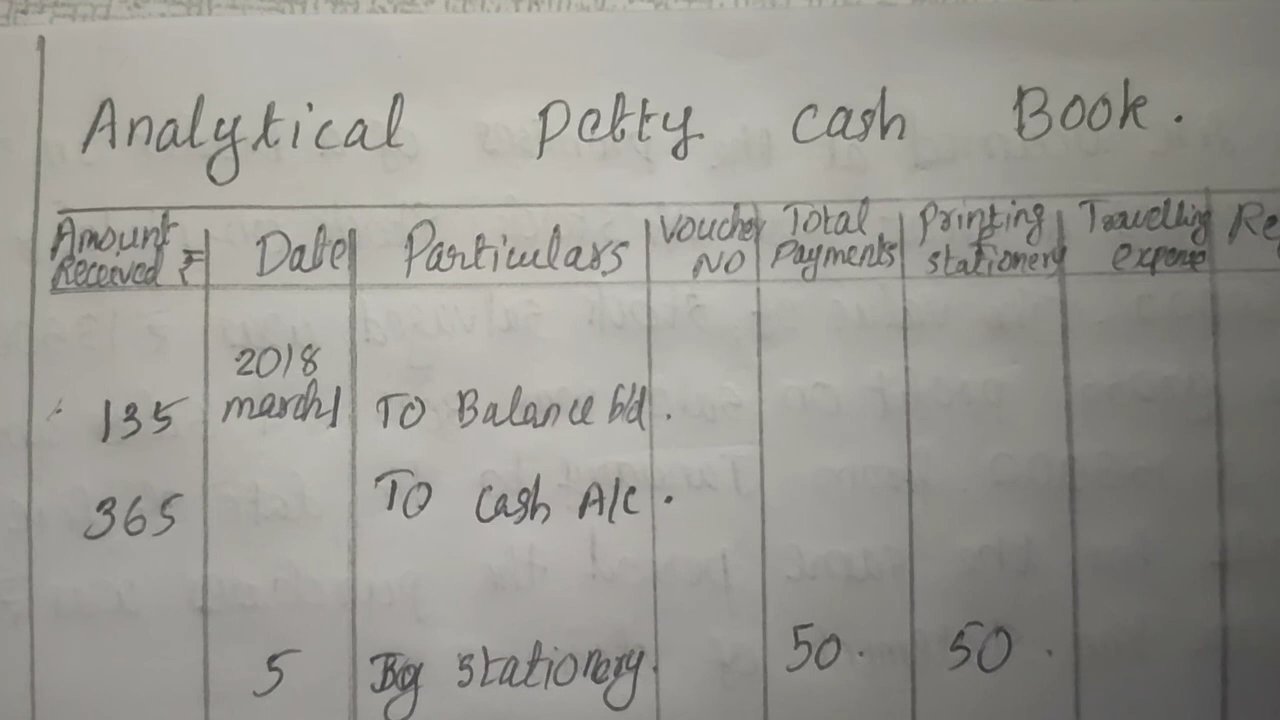 Analytical Petty Cash Book.
Amount Received ₹ Date Particulars Voucher NO Total Payments Printing stationery Travelling expense Re
2018
135 march 1 TO Balance b/d.
365 TO Cash A/C.
5 By stationery. 50. 50.